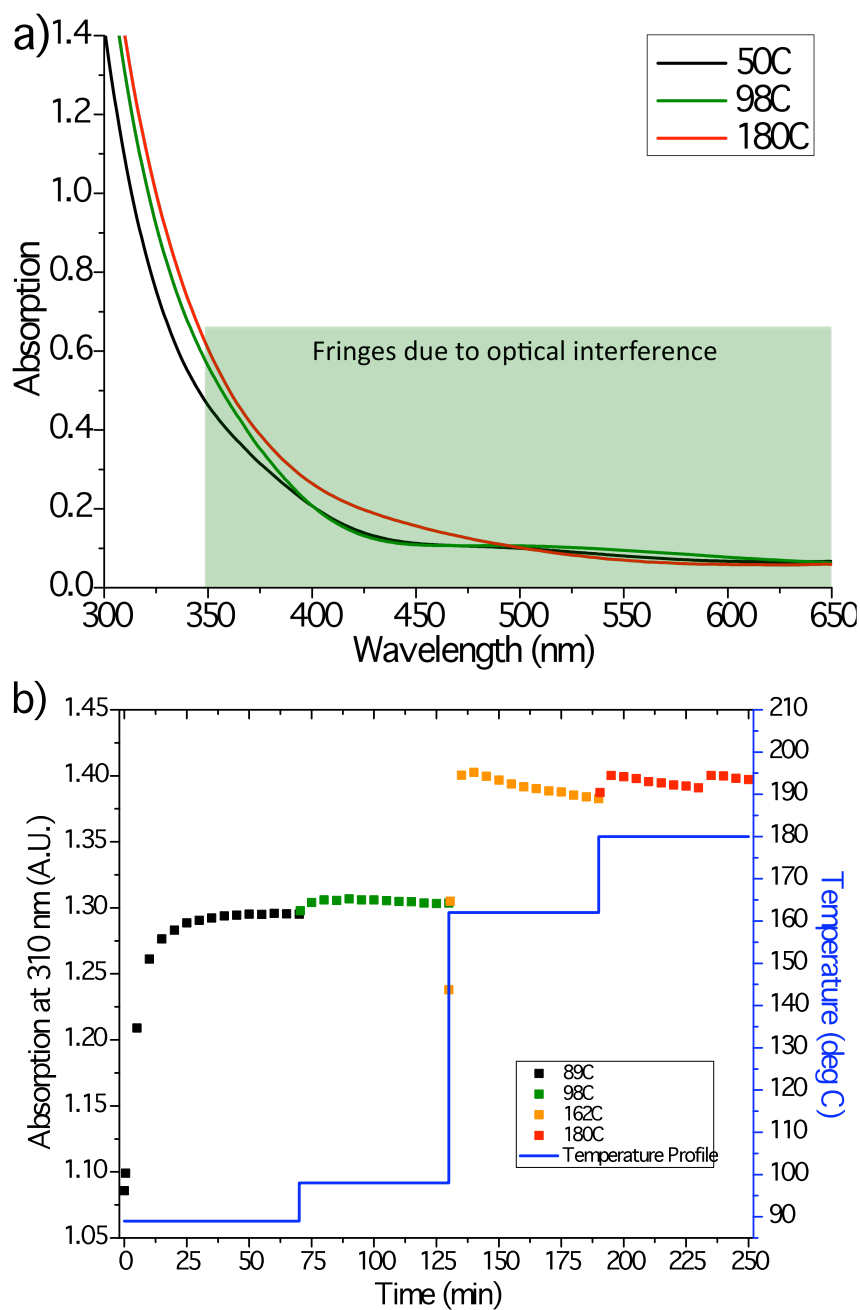 a)
1.4
1.2
1.0
0.8
0.6
0.4
0.2
0.0
Absorption
50C
98C
180C
Fringes due to optical interference
300 350 400 450 500 550 600 650
Wavelength (nm)
b)
1.45
1.40
1.35
1.30
1.25
1.20
1.15
1.10
1.05
Absorption at 310 nm (A.U.)
210
200
190
180
170
160
150
140
130
120
110
100
90
Temperature (deg C)
89C
98C
162C
180C
Temperature Profile
0 25 50 75 100 125 150 175 200 225 250
Time (min)